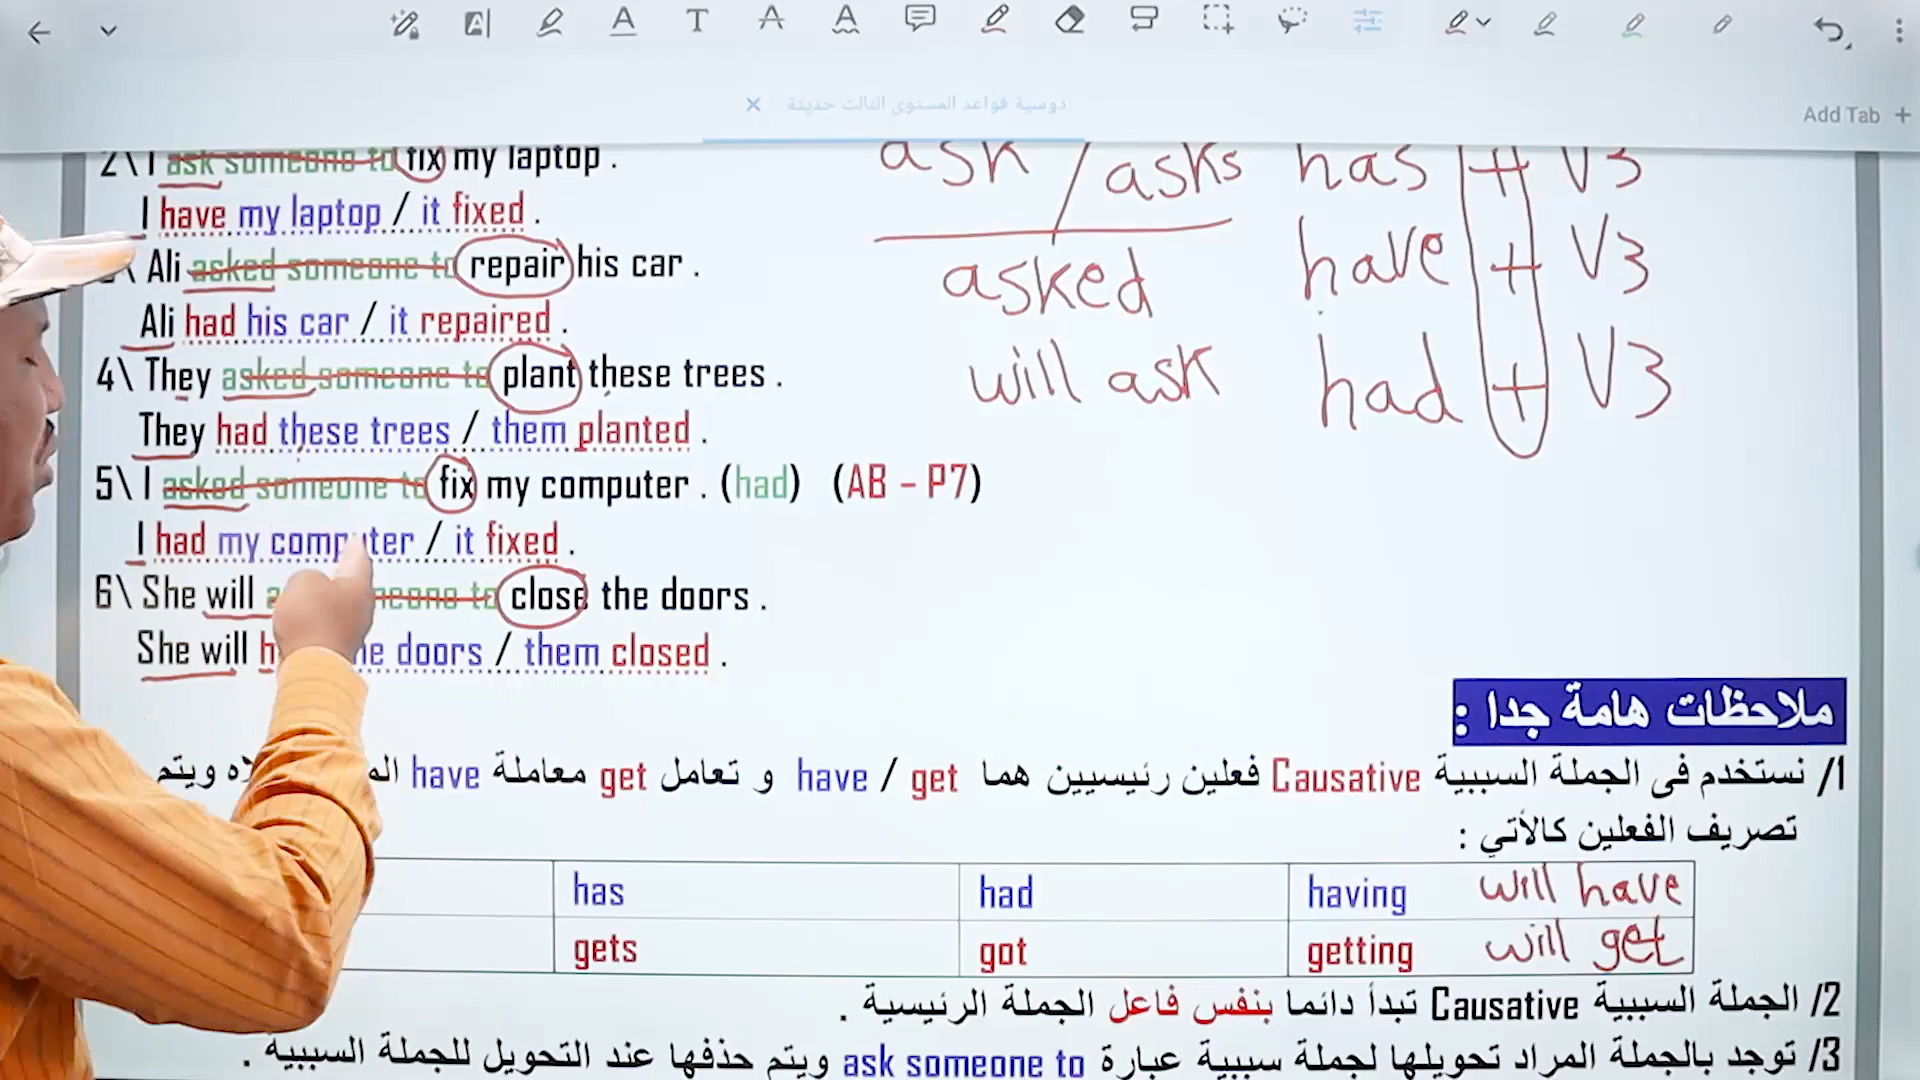 دوسية قواعد المستوى الثالث حديثة
Add Tab +
2\ I ask someone to fix my laptop .
I have my laptop / it fixed .
\ Ali asked someone to repair his car .
Ali had his car / it repaired .
4\ They asked someone to plant these trees .
They had these trees / them planted .
5\ I asked someone to fix my computer . (had) (AB – P7)
I had my computer / it fixed .
6\ She will to close the doors .
She will doors / them closed .
ask / asks has + V3
asked have + V3
will ask had + V3
ملاحظات هامة جدا :
1/ نستخدم فى الجملة السببية Causative فعلين رئيسيين هما have / get و تعامل get معاملة have ويتم
تصريف الفعلين كالأتي :
has had having will have
gets got getting will get
2/ الجملة السببية Causative تبدأ دائما بنفس فاعل الجملة الرئيسية .
3/ توجد بالجملة المراد تحويلها لجملة سببية عبارة ask someone to ويتم حذفها عند التحويل للجملة السببية .